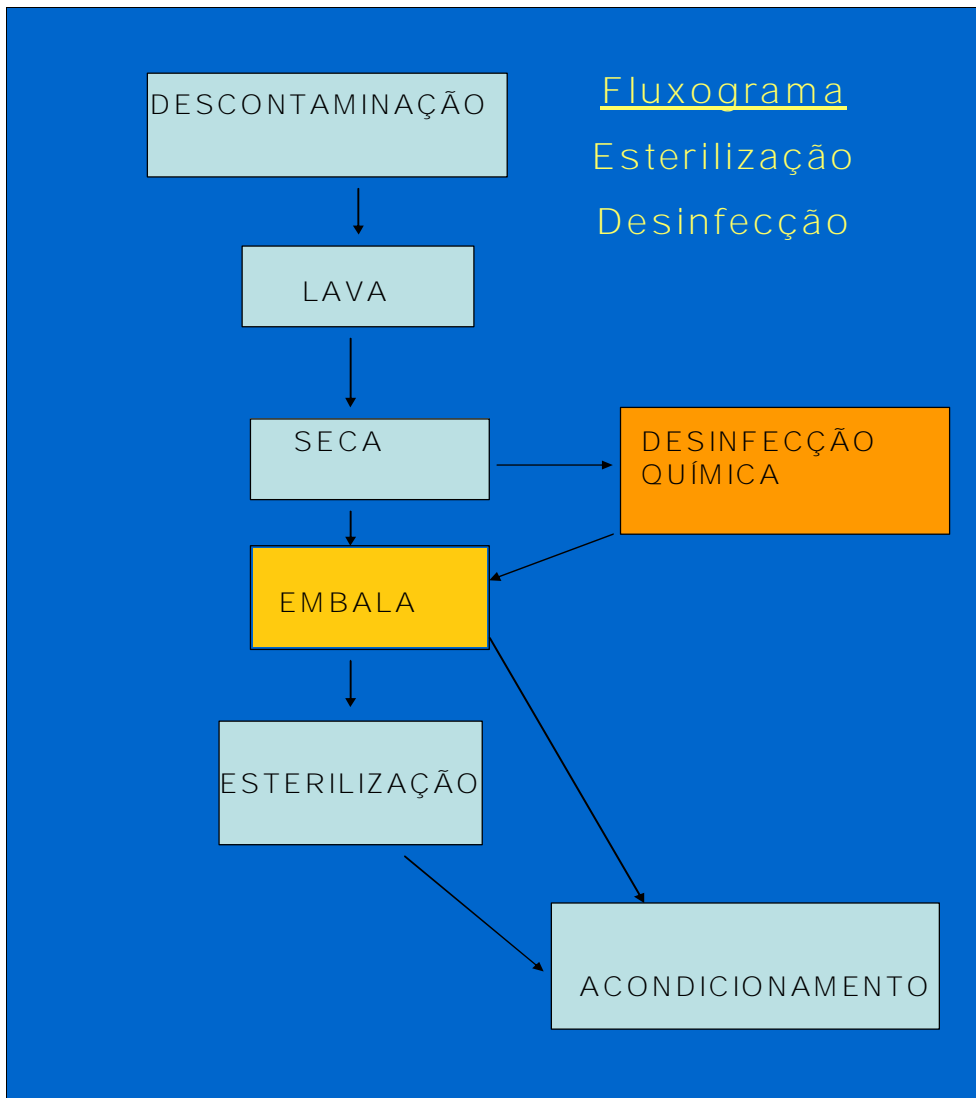 Fluxograma
Esterilização
Desinfecção
DESCONTAMINAÇÃO
LAVA
SECA
DESINFECÇÃO
QUÍMICA
EMBALA
ESTERILIZAÇÃO
ACONDICIONAMENTO